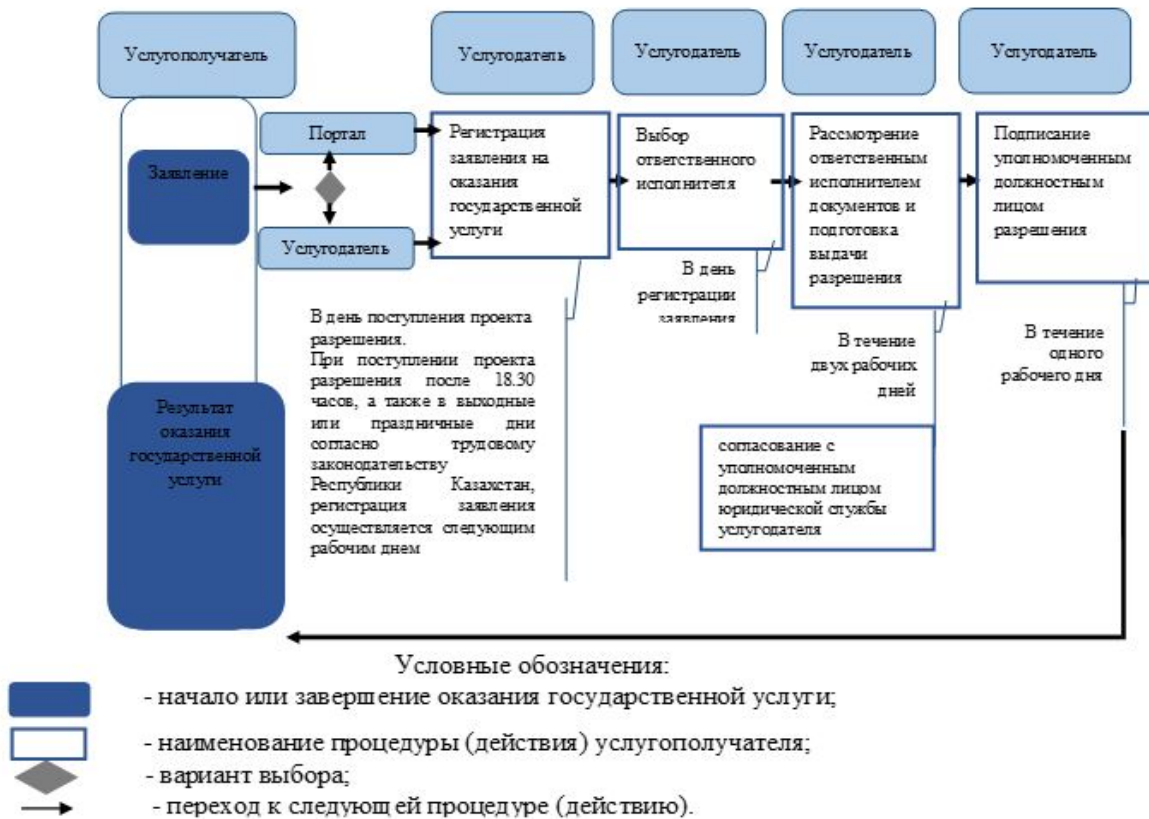 Услугополучатель
Услугодатель
Услугодатель
Услугодатель
Услугодатель
Заявление
Портал
Услугодатель
Регистрация
заявления на
оказания
государственной
услуги
Выбор
ответственного
исполнителя
Рассмотрение
ответственным
исполнителем
документов и
подготовка
выдачи
разрешения
Подписание
уполномоченным
должностным
лицом
разрешения
В день поступления проекта
разрешения.
При поступлении проекта
разрешения после 18.30
часов, а также в выходные
или праздничные дни
согласно трудовому
законодательству
Республики Казахстан,
регистрация заявления
осуществляется следующим
рабочим днем
В день
регистрации
заявления
В течение
двух рабочих
дней
В течение
одного
рабочего дня
согласование с
уполномоченным
должностным лицом
юридической службы
услугодателя
Результат
оказания
государственной
услуги
Условные обозначения:
- начало или завершение оказания государственной услуги;
- наименование процедуры (действия) услугополучателя;
- вариант выбора;
- переход к следующей процедуре (действию).